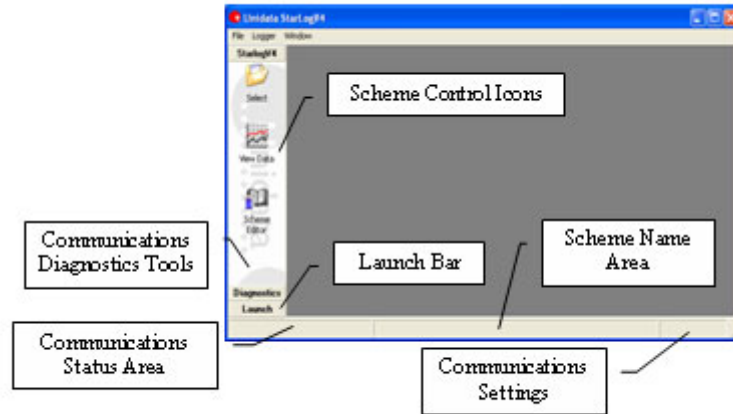 Unidata StarLogV4
File Logger Window
StarlogV4
Select
Scheme Control Icons
View Data
Scheme
Editor
Communications
Diagnostics Tools
Launch Bar
Scheme Name
Area
Diagnostics
Launch
Communications
Status Area
Communications
Settings